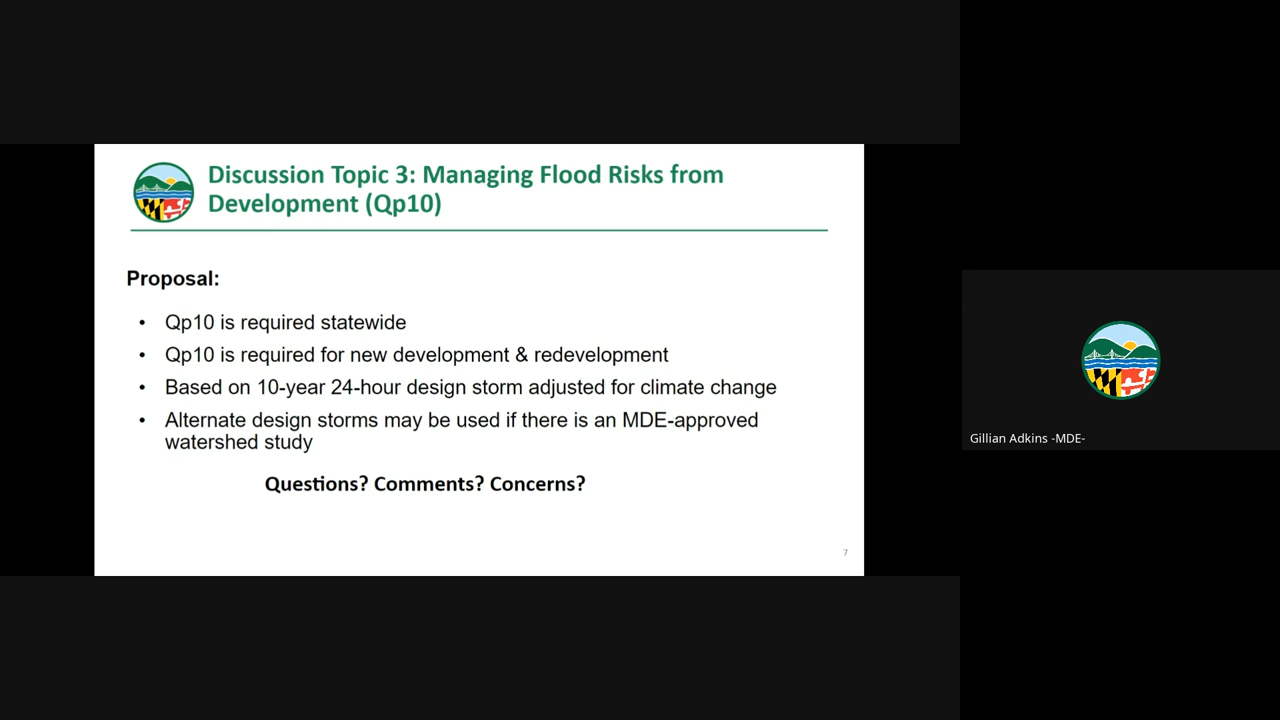 Discussion Topic 3: Managing Flood Risks from
Development (Qp10)
Proposal:
• Qp10 is required statewide
• Qp10 is required for new development & redevelopment
• Based on 10-year 24-hour design storm adjusted for climate change
• Alternate design storms may be used if there is an MDE-approved
watershed study
Questions? Comments? Concerns?
7
Gillian Adkins -MDE-